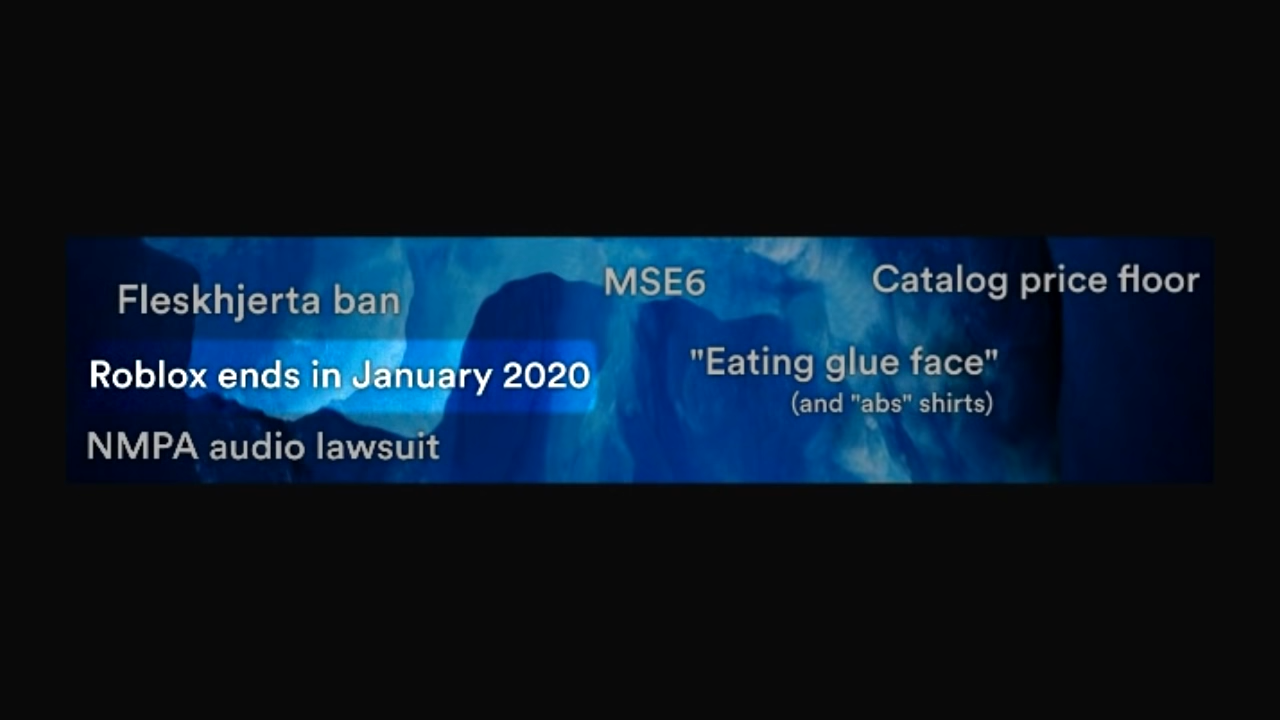 Fleskhjerta ban
MSE6
Catalog price floor
Roblox ends in January 2020
"Eating glue face"
(and "abs" shirts)
NMPA audio lawsuit